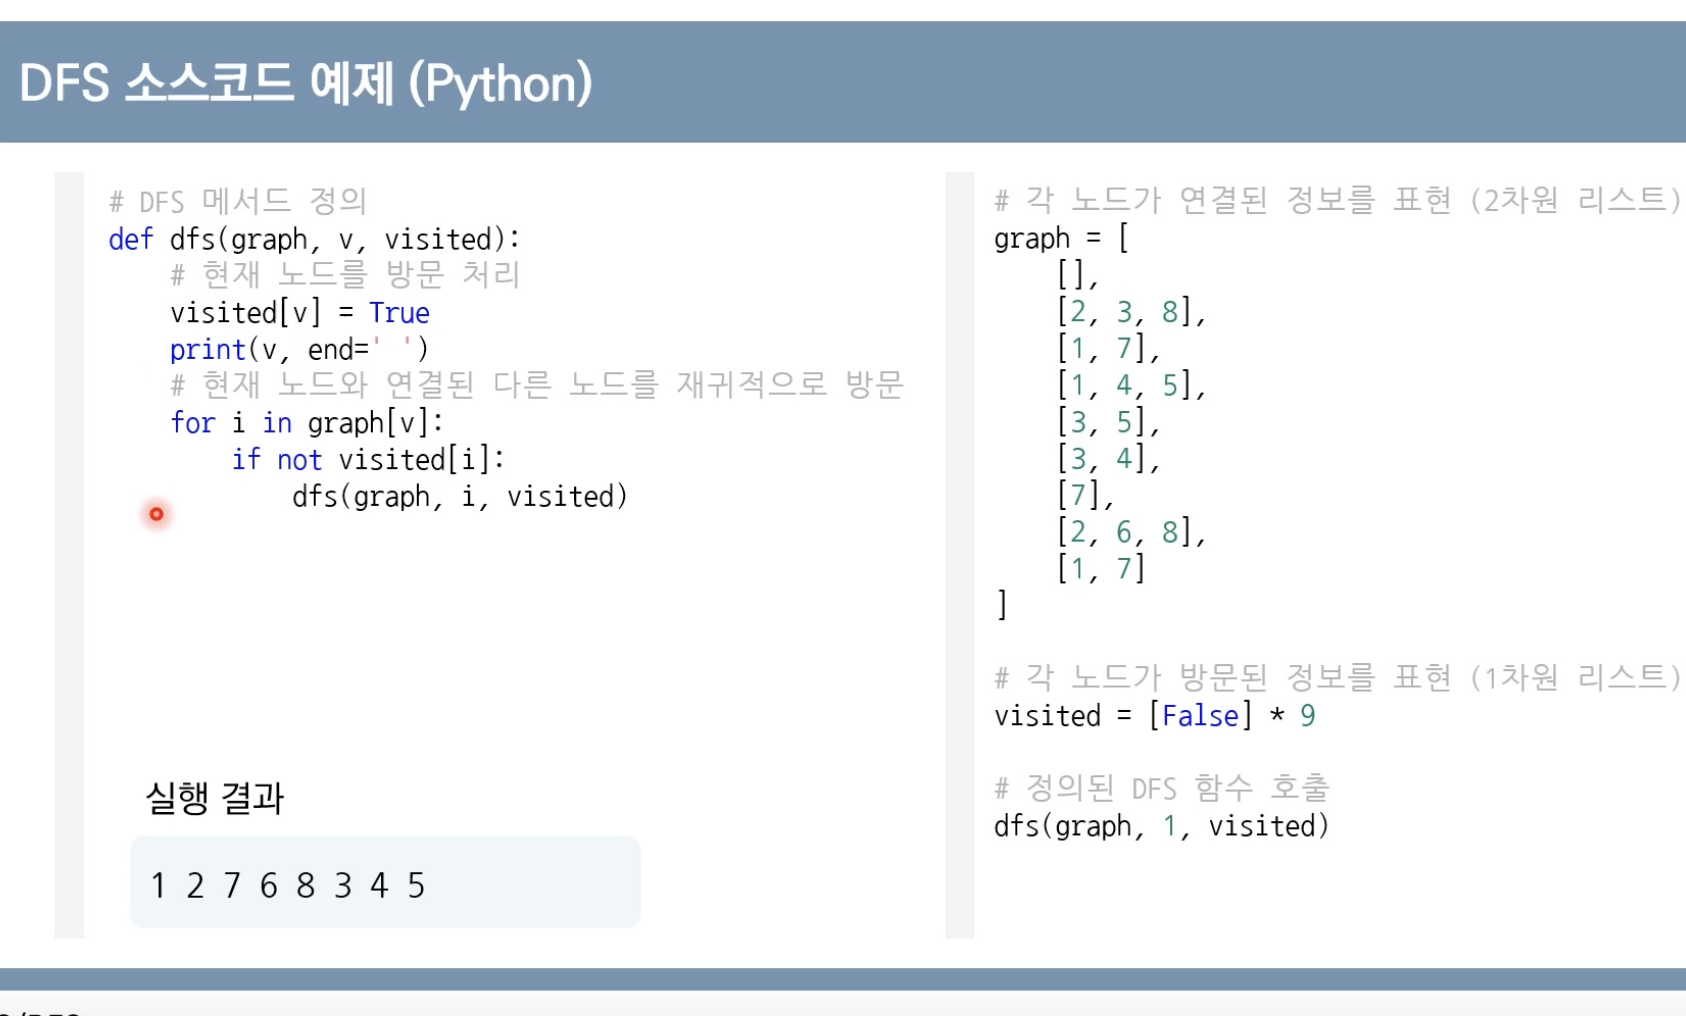 DFS 소스코드 예제 (Python)
# DFS 메서드 정의
def dfs(graph, v, visited):
    # 현재 노드를 방문 처리
    visited[v] = True
    print(v, end=' ')
    # 현재 노드와 연결된 다른 노드를 재귀적으로 방문
    for i in graph[v]:
        if not visited[i]:
            dfs(graph, i, visited)
실행 결과
1 2 7 6 8 3 4 5
# 각 노드가 연결된 정보를 표현 (2차원 리스트)
graph = [
    [],
    [2, 3, 8],
    [1, 7],
    [1, 4, 5],
    [3, 5],
    [3, 4],
    [7],
    [2, 6, 8],
    [1, 7]
]
# 각 노드가 방문된 정보를 표현 (1차원 리스트)
visited = [False] * 9
# 정의된 DFS 함수 호출
dfs(graph, 1, visited)